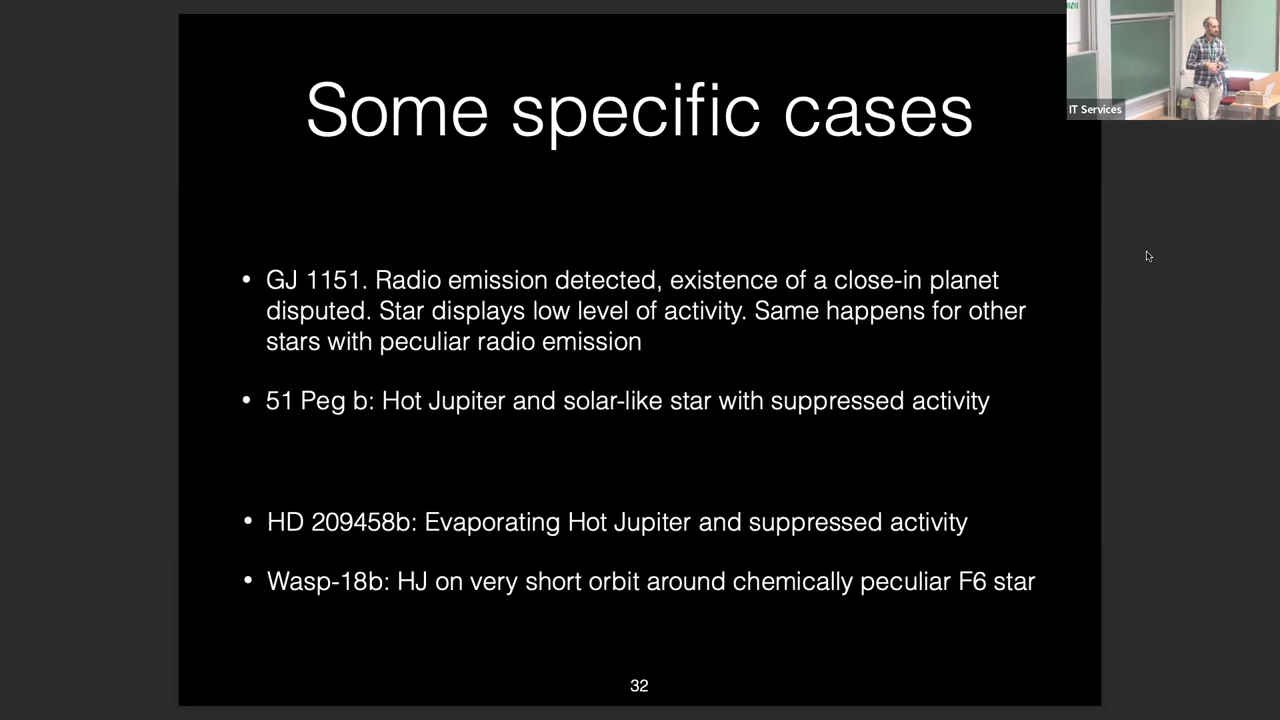 Some specific cases
• GJ 1151. Radio emission detected, existence of a close-in planet
disputed. Star displays low level of activity. Same happens for other
stars with peculiar radio emission
• 51 Peg b: Hot Jupiter and solar-like star with suppressed activity
• HD 209458b: Evaporating Hot Jupiter and suppressed activity
• Wasp-18b: HJ on very short orbit around chemically peculiar F6 star
32
IT Services